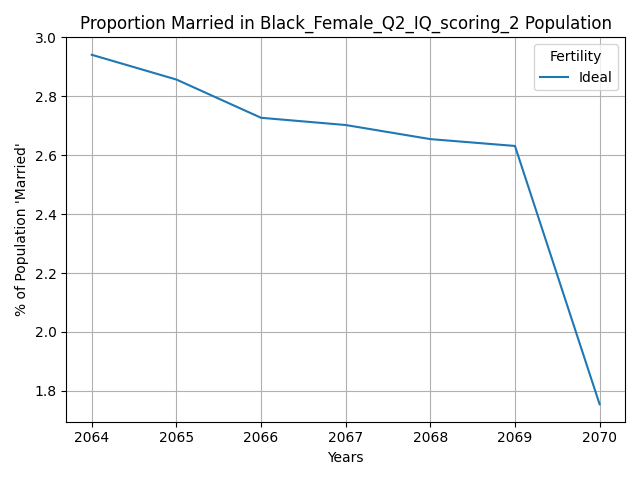 Proportion Married in Black_Female_Q2_IQ_scoring_2 Population
% of Population 'Married'
3.0
2.8
2.6
2.4
2.2
2.0
1.8
Fertility
Ideal
2064 2065 2066 2067 2068 2069 2070
Years